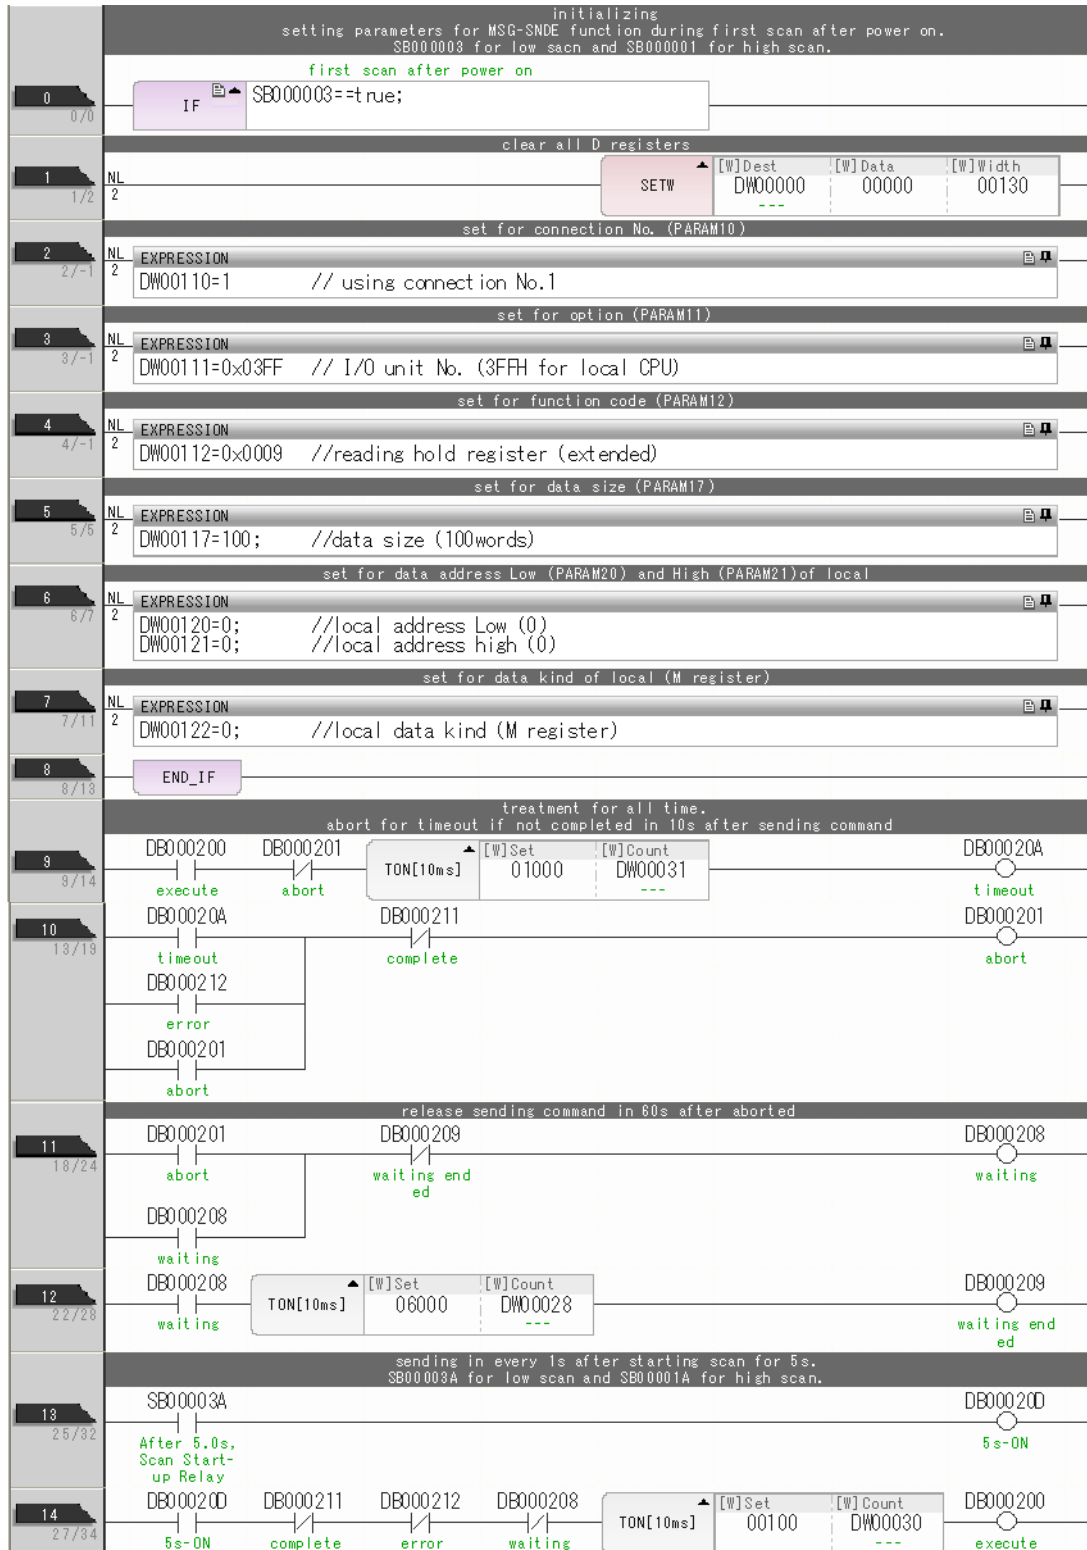 initializing
setting parameters for MSG-SNDE function during first scan after power on.
SB000003 for low sacn and SB000001 for high scan.
first scan after power on
0
0/0
IF
SB000003==true;
clear all D registers
1
1/2
NL
2
SETW
[W]Dest [W]Data [W]Width
DW00000 00000 00130
---
set for connection No. (PARAM10)
2
2/-1
NL
2
EXPRESSION
DW00110=1 // using connection No.1
set for option (PARAM11)
3
3/-1
NL
2
EXPRESSION
DW00111=0x03FF // I/O unit No. (3FFH for local CPU)
set for function code (PARAM12)
4
4/-1
NL
2
EXPRESSION
DW00112=0x0009 //reading hold register (extended)
set for data size (PARAM17)
5
5/5
NL
2
EXPRESSION
DW00117=100; //data size (100words)
set for data address Low (PARAM20) and High (PARAM21)of local
6
6/7
NL
2
EXPRESSION
DW00120=0; //local address Low (0)
DW00121=0; //local address high (0)
set for data kind of local (M register)
7
7/11
NL
2
EXPRESSION
DW00122=0; //local data kind (M register)
8
8/13
END_IF
treatment for all time.
abort for timeout if not completed in 10s after sending command
9
9/14
DB000200 DB000201 TON[10ms] [W]Set [W]Count DB00020A
01000 DW00031
---
execute abort timeout
10
13/19
DB00020A DB000211 DB000201
timeout complete abort
DB000212
error
DB000201
abort
release sending command in 60s after aborted
11
18/24
DB000201 DB000209 DB000208
abort waiting end
ed waiting
DB000208
waiting
12
22/28
DB000208 TON[10ms] [W]Set [W]Count DB000209
06000 DW00028
---
waiting waiting end
ed
sending in every 1s after starting scan for 5s.
SB00003A for low scan and SB00001A for high scan.
13
25/32
SB00003A DB00020D
After 5.0s,
Scan Start-
up Relay
5s-ON
14
27/34
DB00020D DB000211 DB000212 DB000208 TON[10ms] [W]Set [W]Count DB000200
00100 DW00030
---
5s-ON complete error waiting execute